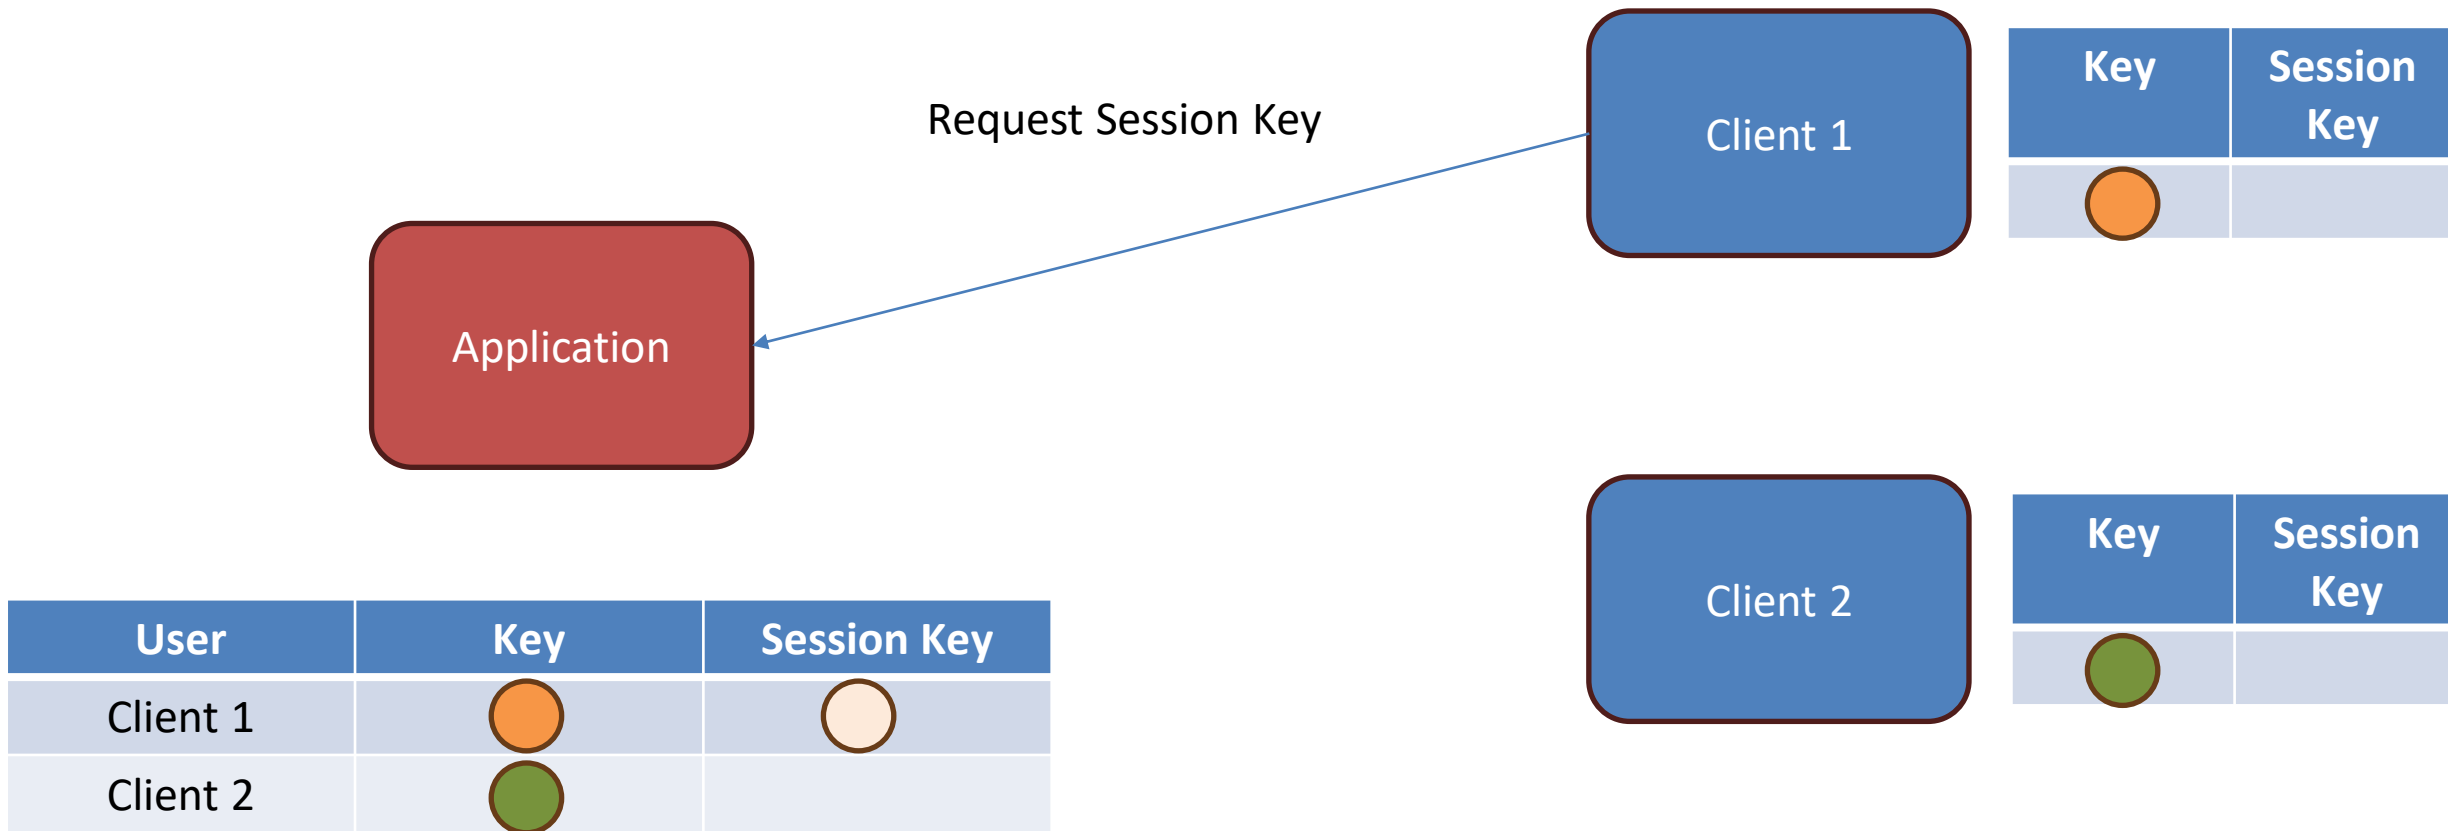 Request Session Key
Client 1
Key
Session
Key
Application
Client 2
Key
Session
Key
User Key Session Key
Client 1
Client 2